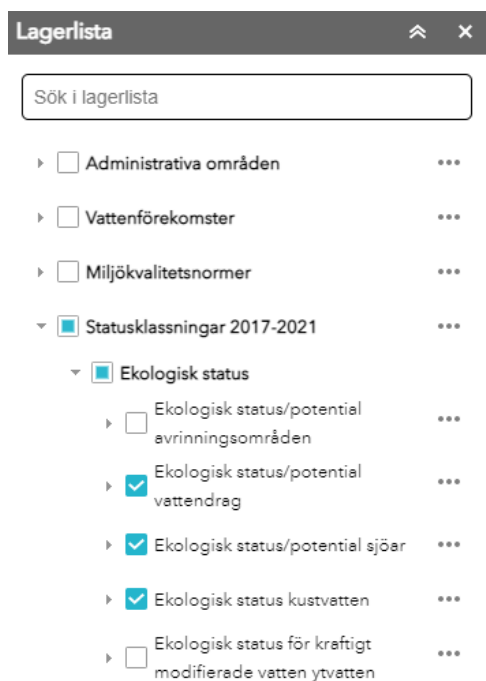 Lagerlista
Sök i lagerlista
Administrativa områden
Vattenförekomster
Miljökvalitetsnormer
Statusklassningar 2017-2021
Ekologisk status
Ekologisk status/potential
avrinningsområden
Ekologisk status/potential
vattendrag
Ekologisk status/potential sjöar
Ekologisk status kustvatten
Ekologisk status för kraftigt
modifierade vatten ytvatten